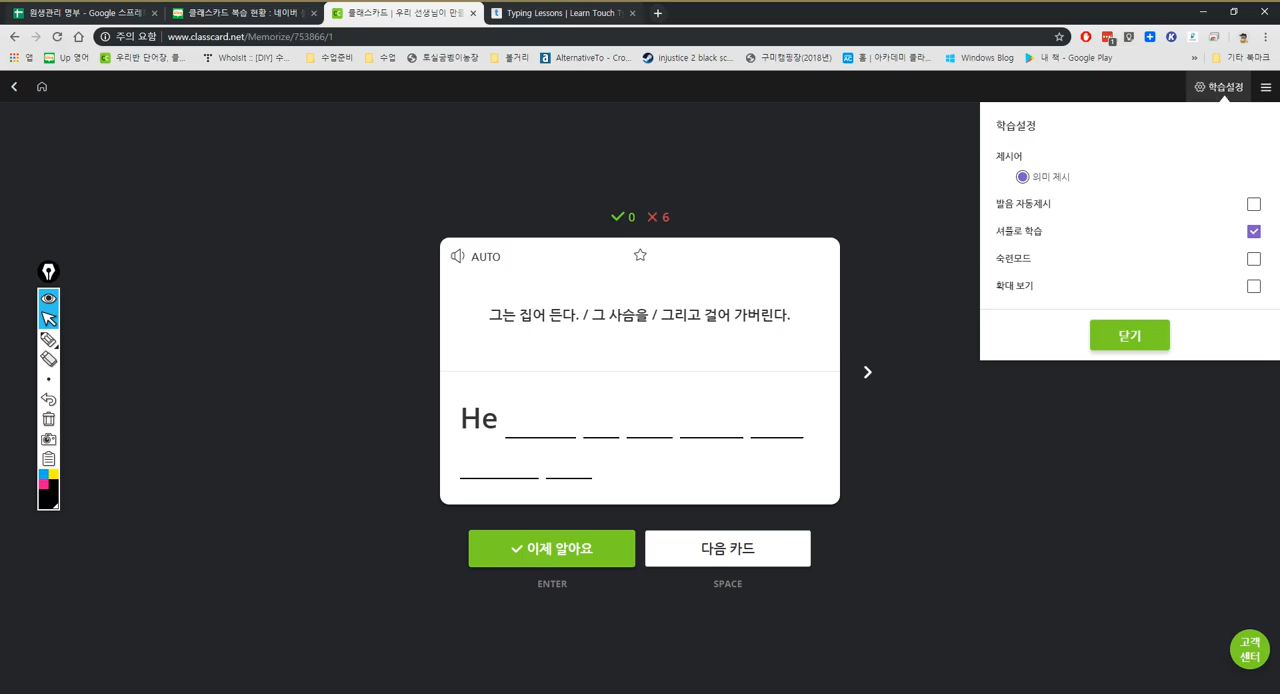 원생관리 명부 - Google 스프레
클래스카드 복습 현황 : 네이버
클래스카드 | 우리 선생님이 만들
Typing Lessons | Learn Touch T
주의 요함 www.classcard.net/Memorize/753866/1
앱 Up 영어 우리반 단어장, 클... WhoIst :: [DIY] 수... 수업준비 수업 토실궁벵이농장 볼거리 AlternativeTo - Cro... injustice 2 black sc... 구미캠핑장(2018년) 홈 | 아카데미 클라... Windows Blog 내 책 - Google Play » 기타 북마크
학습설정
학습설정
제시어
의미 제시
발음 자동제시
셔플로 학습
숙련모드
확대 보기
닫기
0 6
AUTO
그는 집어 든다. / 그 사슴을 / 그리고 걸어 가버린다.
He
이제 알아요 다음 카드
ENTER SPACE
고객
센터